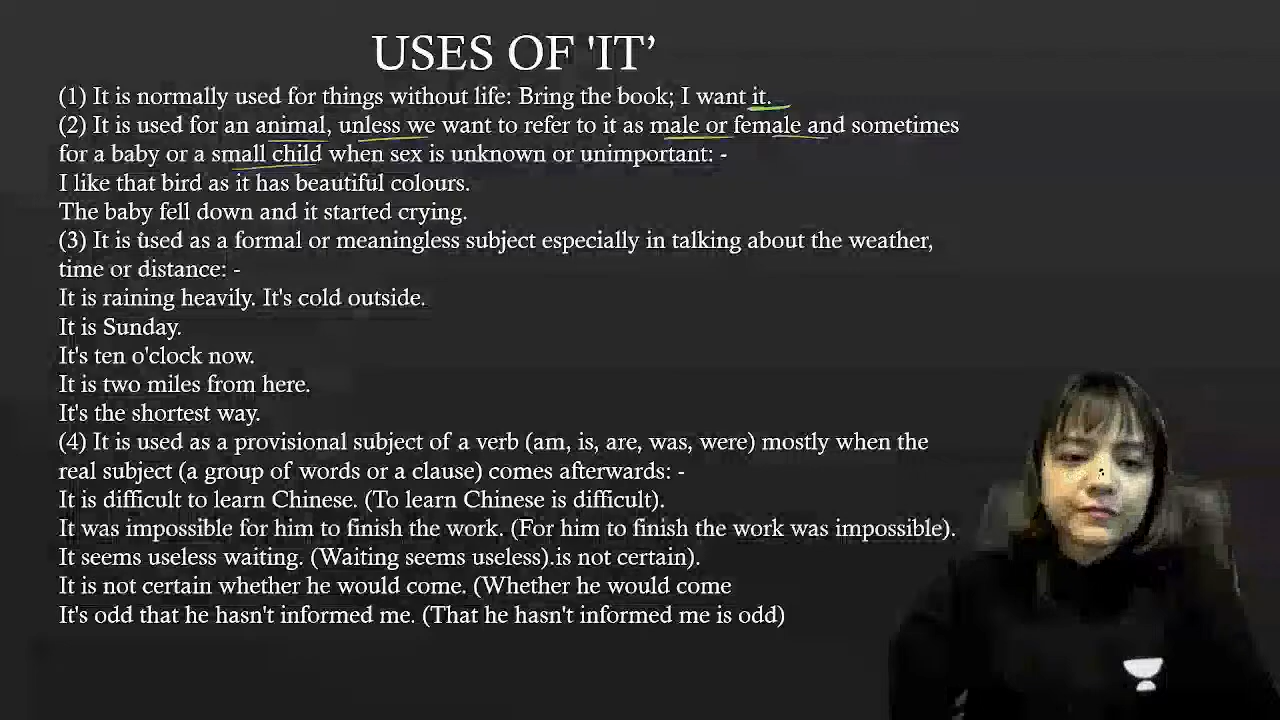 USES OF 'IT’
(1) It is normally used for things without life: Bring the book; I want it.
(2) It is used for an animal, unless we want to refer to it as male or female and sometimes
for a baby or a small child when sex is unknown or unimportant: -
I like that bird as it has beautiful colours.
The baby fell down and it started crying.
(3) It is used as a formal or meaningless subject especially in talking about the weather,
time or distance: -
It is raining heavily. It's cold outside.
It is Sunday.
It's ten o'clock now.
It is two miles from here.
It's the shortest way.
(4) It is used as a provisional subject of a verb (am, is, are, was, were) mostly when the
real subject (a group of words or a clause) comes afterwards: -
It is difficult to learn Chinese. (To learn Chinese is difficult).
It was impossible for him to finish the work. (For him to finish the work was impossible).
It seems useless waiting. (Waiting seems useless).is not certain).
It is not certain whether he would come. (Whether he would come
It's odd that he hasn't informed me. (That he hasn't informed me is odd)